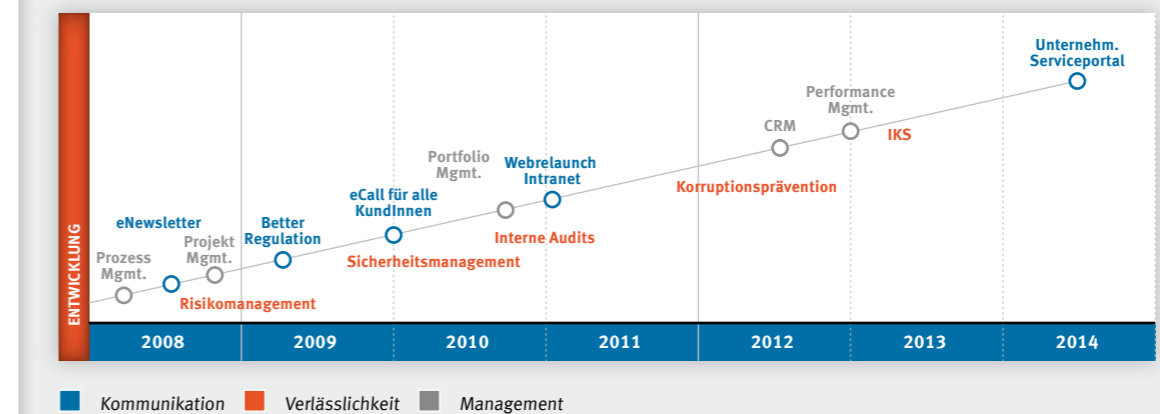 ENTWICKLUNG
Prozess
Mgmt.
eNewsletter
Projekt
Mgmt.
Risikomanagement
Better
Regulation
eCall für alle
KundInnen
Sicherheitsmanagement
Portfolio
Mgmt.
Webrelaunch
Intranet
Interne Audits
Korruptionsprävention
CRM
Performance
Mgmt.
IKS
Unternehm.
Serviceportal
2008 2009 2010 2011 2012 2013 2014
Kommunikation Verlässlichkeit Management